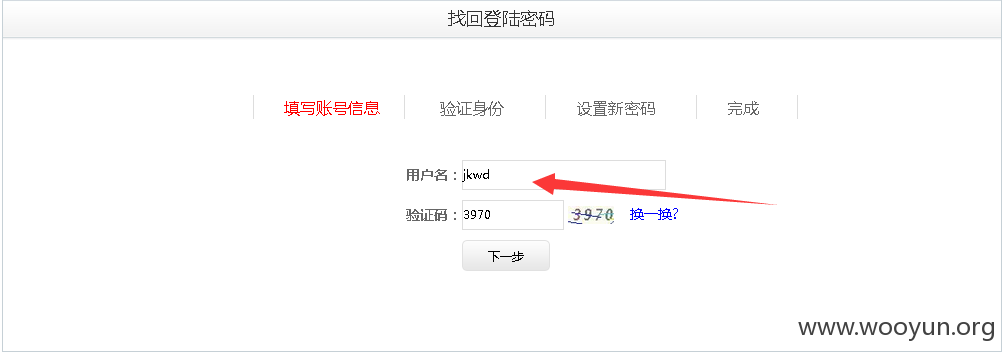 找回登陆密码
填写账号信息 验证身份 设置新密码 完成
用户名：jkwd
验证码：3970 3970 换一换?
下一步
www.wooyun.org